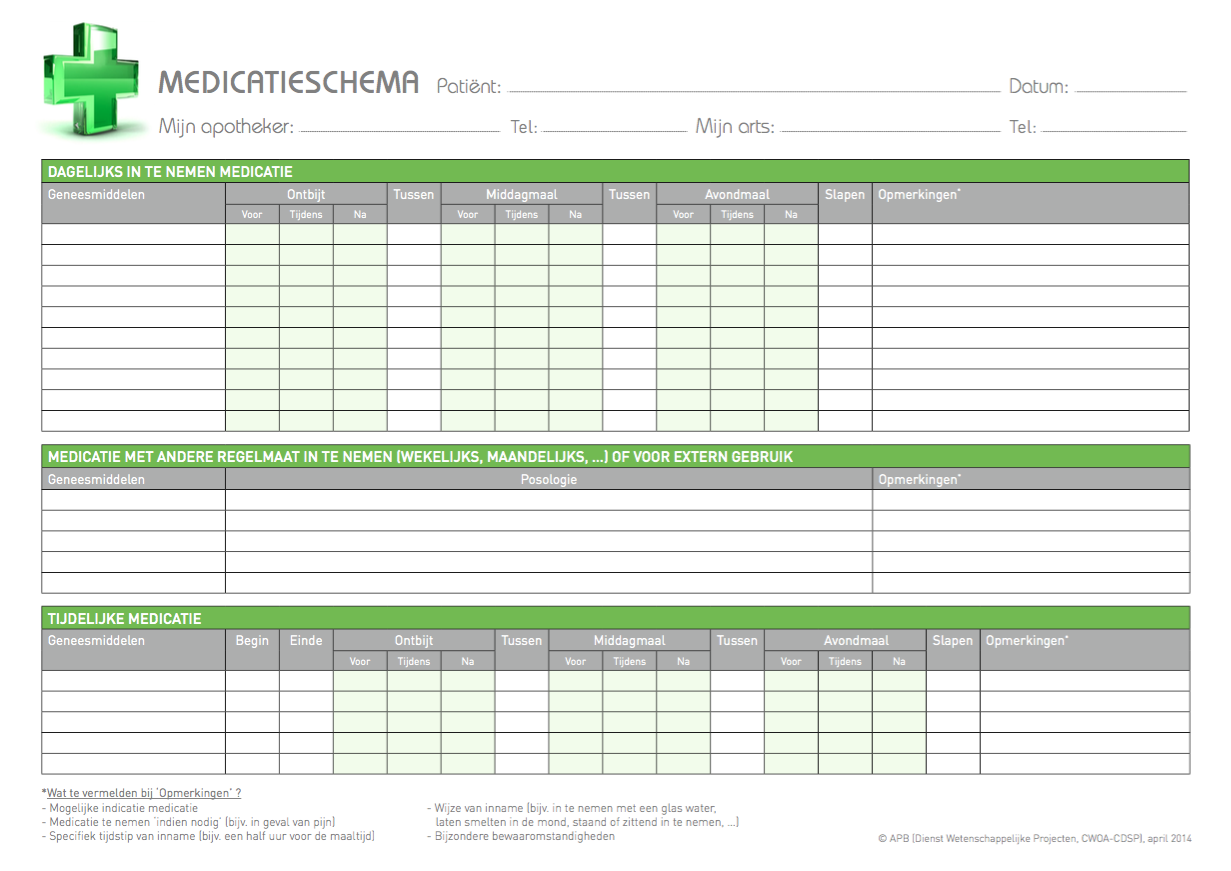 MEDICATIESCHEMA Patiënt: Datum:
Mijn apotheker: Tel: Mijn arts: Tel:
DAGELIJKS IN TE NEMEN MEDICATIE
Geneesmiddelen Ontbijt Tussen Middagmaal Tussen Avondmaal Slapen Opmerkingen*
Voor Tijdens Na Voor Tijdens Na Voor Tijdens Na
MEDICATIE MET ANDERE REGELMAAT IN TE NEMEN (WEKELIJKS, MAANDELIJKS, ...) OF VOOR EXTERN GEBRUIK
Geneesmiddelen Posologie Opmerkingen*
TIJDELIJKE MEDICATIE
Geneesmiddelen Begin Einde Ontbijt Tussen Middagmaal Tussen Avondmaal Slapen Opmerkingen*
Voor Tijdens Na Voor Tijdens Na Voor Tijdens Na
*Wat te vermelden bij 'Opmerkingen' ?
- Mogelijke indicatie medicatie
- Medicatie te nemen 'indien nodig' (bijv. in geval van pijn)
- Specifiek tijdstip van inname (bijv. een half uur voor de maaltijd)
- Wijze van inname (bijv. in te nemen met een glas water,
laten smelten in de mond, staand of zittend in te nemen, ...)
- Bijzondere bewaaromstandigheden
© APB (Dienst Wetenschappelijke Projecten, CWOA-CDSP), april 2014